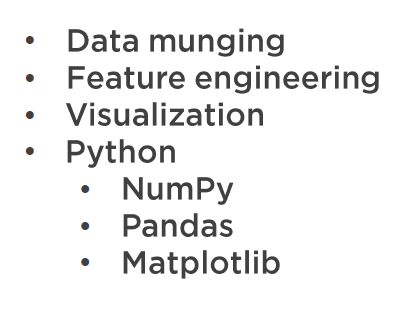 • Data munging
• Feature engineering
• Visualization
• Python
• NumPy
• Pandas
• Matplotlib